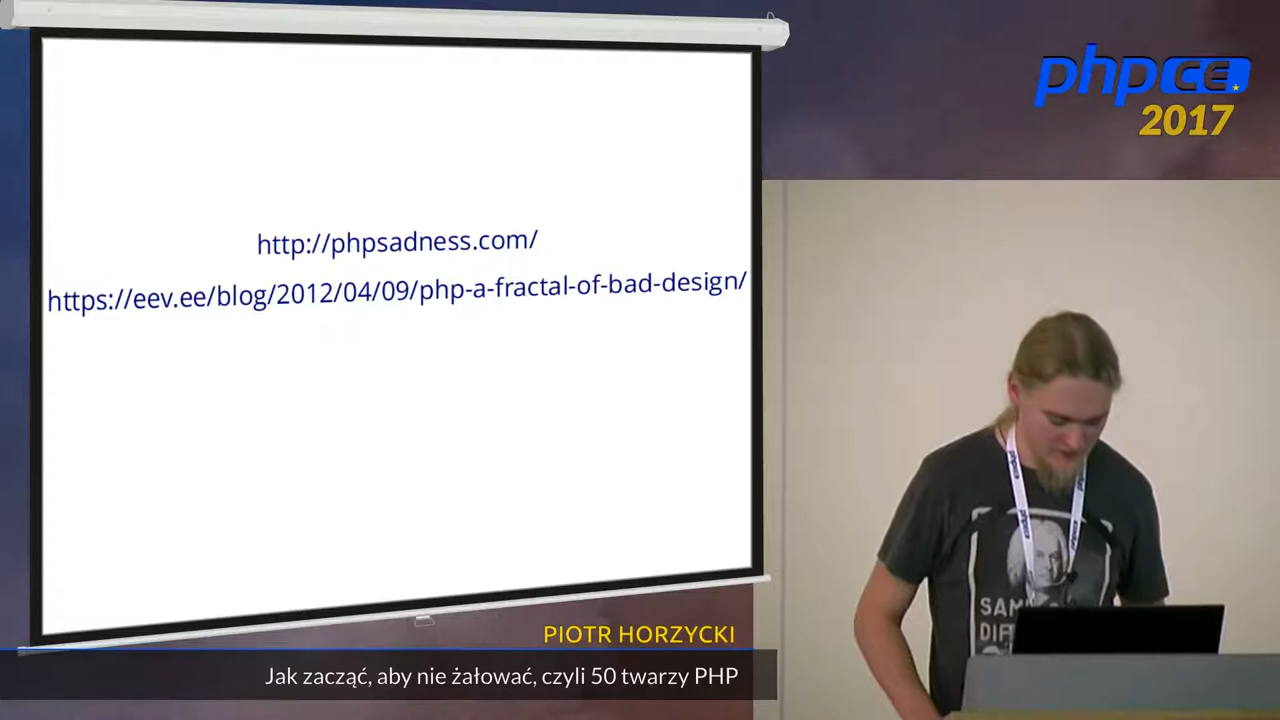 http://phpsadness.com/
https://eev.ee/blog/2012/04/09/php-a-fractal-of-bad-design/
phpCE
2017
PIOTR HORZYCKI
Jak zacząć, aby nie żałować, czyli 50 twarzy PHP